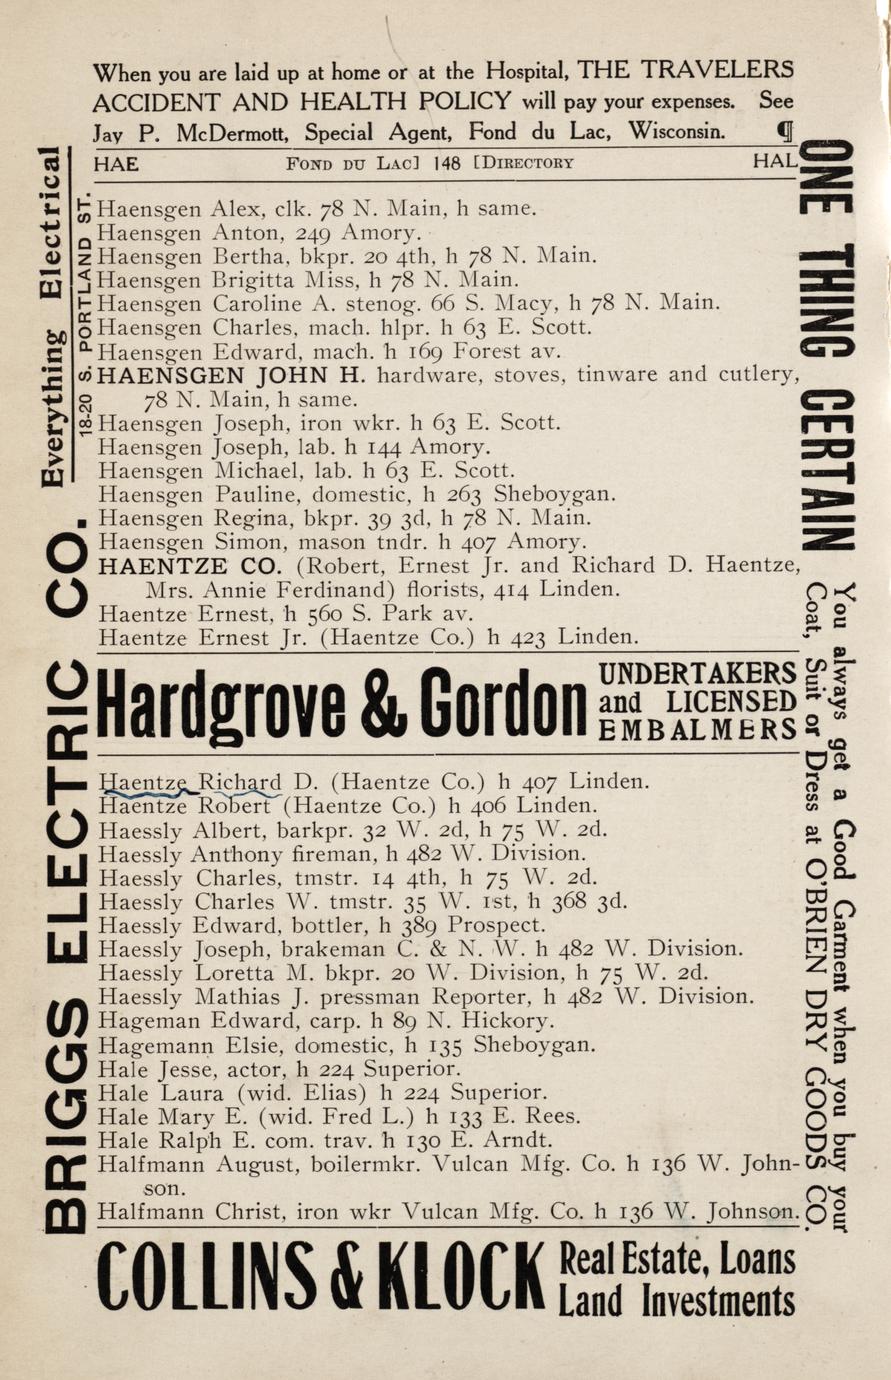 When you are laid up at home or at the Hospital, THE TRAVELERS
ACCIDENT AND HEALTH POLICY will pay your expenses. See
Jay P. McDermott, Special Agent, Fond du Lac, Wisconsin. ¶
HAE FOND DU LAC] 148 [DIRECTORY HAL
Haensgen Alex, clk. 78 N. Main, h same.
Haensgen Anton, 249 Amory.
Haensgen Bertha, bkpr. 20 4th, h 78 N. Main.
Haensgen Brigitta Miss, h 78 N. Main.
Haensgen Caroline A. stenog. 66 S. Macy, h 78 N. Main.
Haensgen Charles, mach. hlpr. h 63 E. Scott.
Haensgen Edward, mach. h 169 Forest av.
HAENSGEN JOHN H. hardware, stoves, tinware and cutlery,
78 N. Main, h same.
Haensgen Joseph, iron wkr. h 63 E. Scott.
Haensgen Joseph, lab. h 144 Amory.
Haensgen Michael, lab. h 63 E. Scott.
Haensgen Pauline, domestic, h 263 Sheboygan.
Haensgen Regina, bkpr. 39 3d, h 78 N. Main.
Haensgen Simon, mason tndr. h 407 Amory.
HAENTZE CO. (Robert, Ernest Jr. and Richard D. Haentze,
Mrs. Annie Ferdinand) florists, 414 Linden.
Haentze Ernest, h 560 S. Park av.
Haentze Ernest Jr. (Haentze Co.) h 423 Linden.
Hardgrove & Gordon
UNDERTAKERS
and LICENSED
EMBALMERS
Haentze Richard D. (Haentze Co.) h 407 Linden.
Haentze Robert (Haentze Co.) h 406 Linden.
Haessly Albert, barkpr. 32 W. 2d, h 75 W. 2d.
Haessly Anthony fireman, h 482 W. Division.
Haessly Charles, tmstr. 14 4th, h 75 W. 2d.
Haessly Charles W. tmstr. 35 W. 1st, h 368 3d.
Haessly Edward, bottler, h 389 Prospect.
Haessly Joseph, brakeman C. & N. W. h 482 W. Division.
Haessly Loretta M. bkpr. 20 W. Division, h 75 W. 2d.
Haessly Mathias J. pressman Reporter, h 482 W. Division.
Hageman Edward, carp. h 89 N. Hickory.
Hagemann Elsie, domestic, h 135 Sheboygan.
Hale Jesse, actor, h 224 Superior.
Hale Laura (wid. Elias) h 224 Superior.
Hale Mary E. (wid. Fred L.) h 133 E. Rees.
Hale Ralph E. com. trav. h 130 E. Arndt.
Halfmann August, boilermkr. Vulcan Mfg. Co. h 136 W. John-
son.
Halfmann Christ, iron wkr Vulcan Mfg. Co. h 136 W. Johnson.
COLLINS & KLOCK
Real Estate, Loans
Land Investments
BRIGGS ELECTRIC CO.
Everything Electrical
18-20 S. PORTLAND ST.
ONE THING CERTAIN
You always get a Good Garment when you buy your
Coat, Suit or Dress at O'BRIEN DRY GOODS CO.